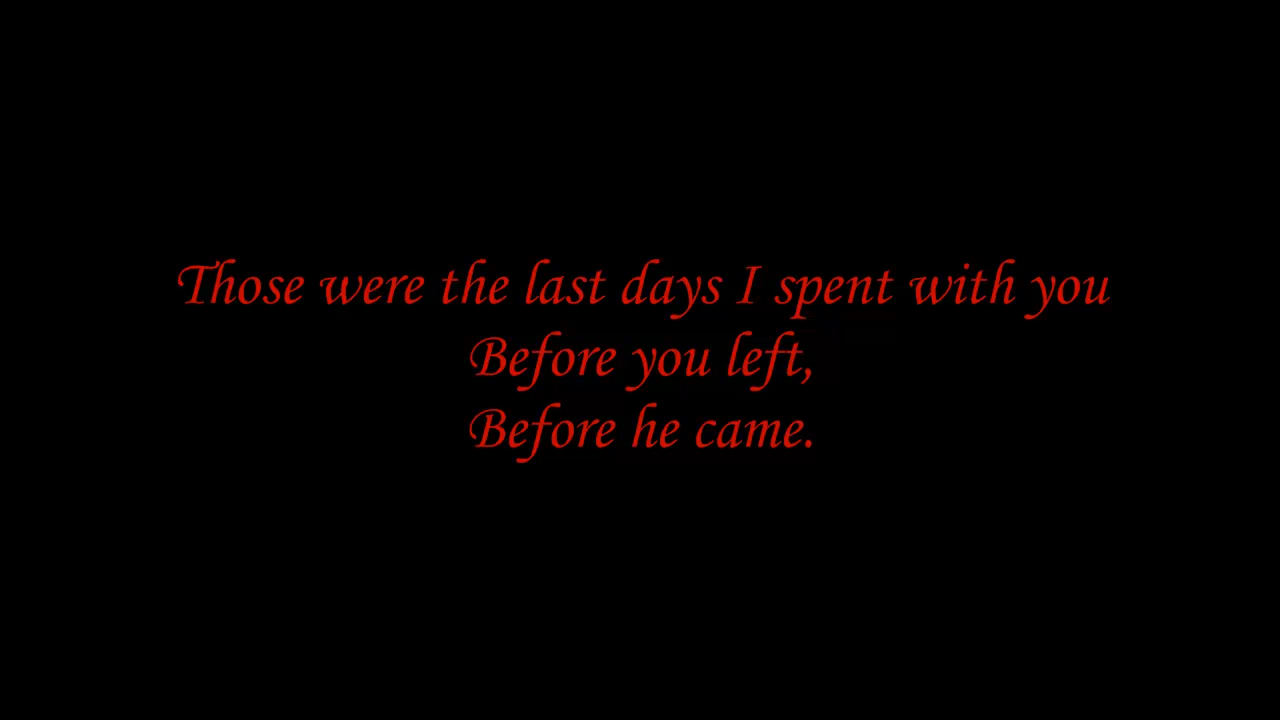 Those were the last days I spent with you
Before you left,
Before he came.